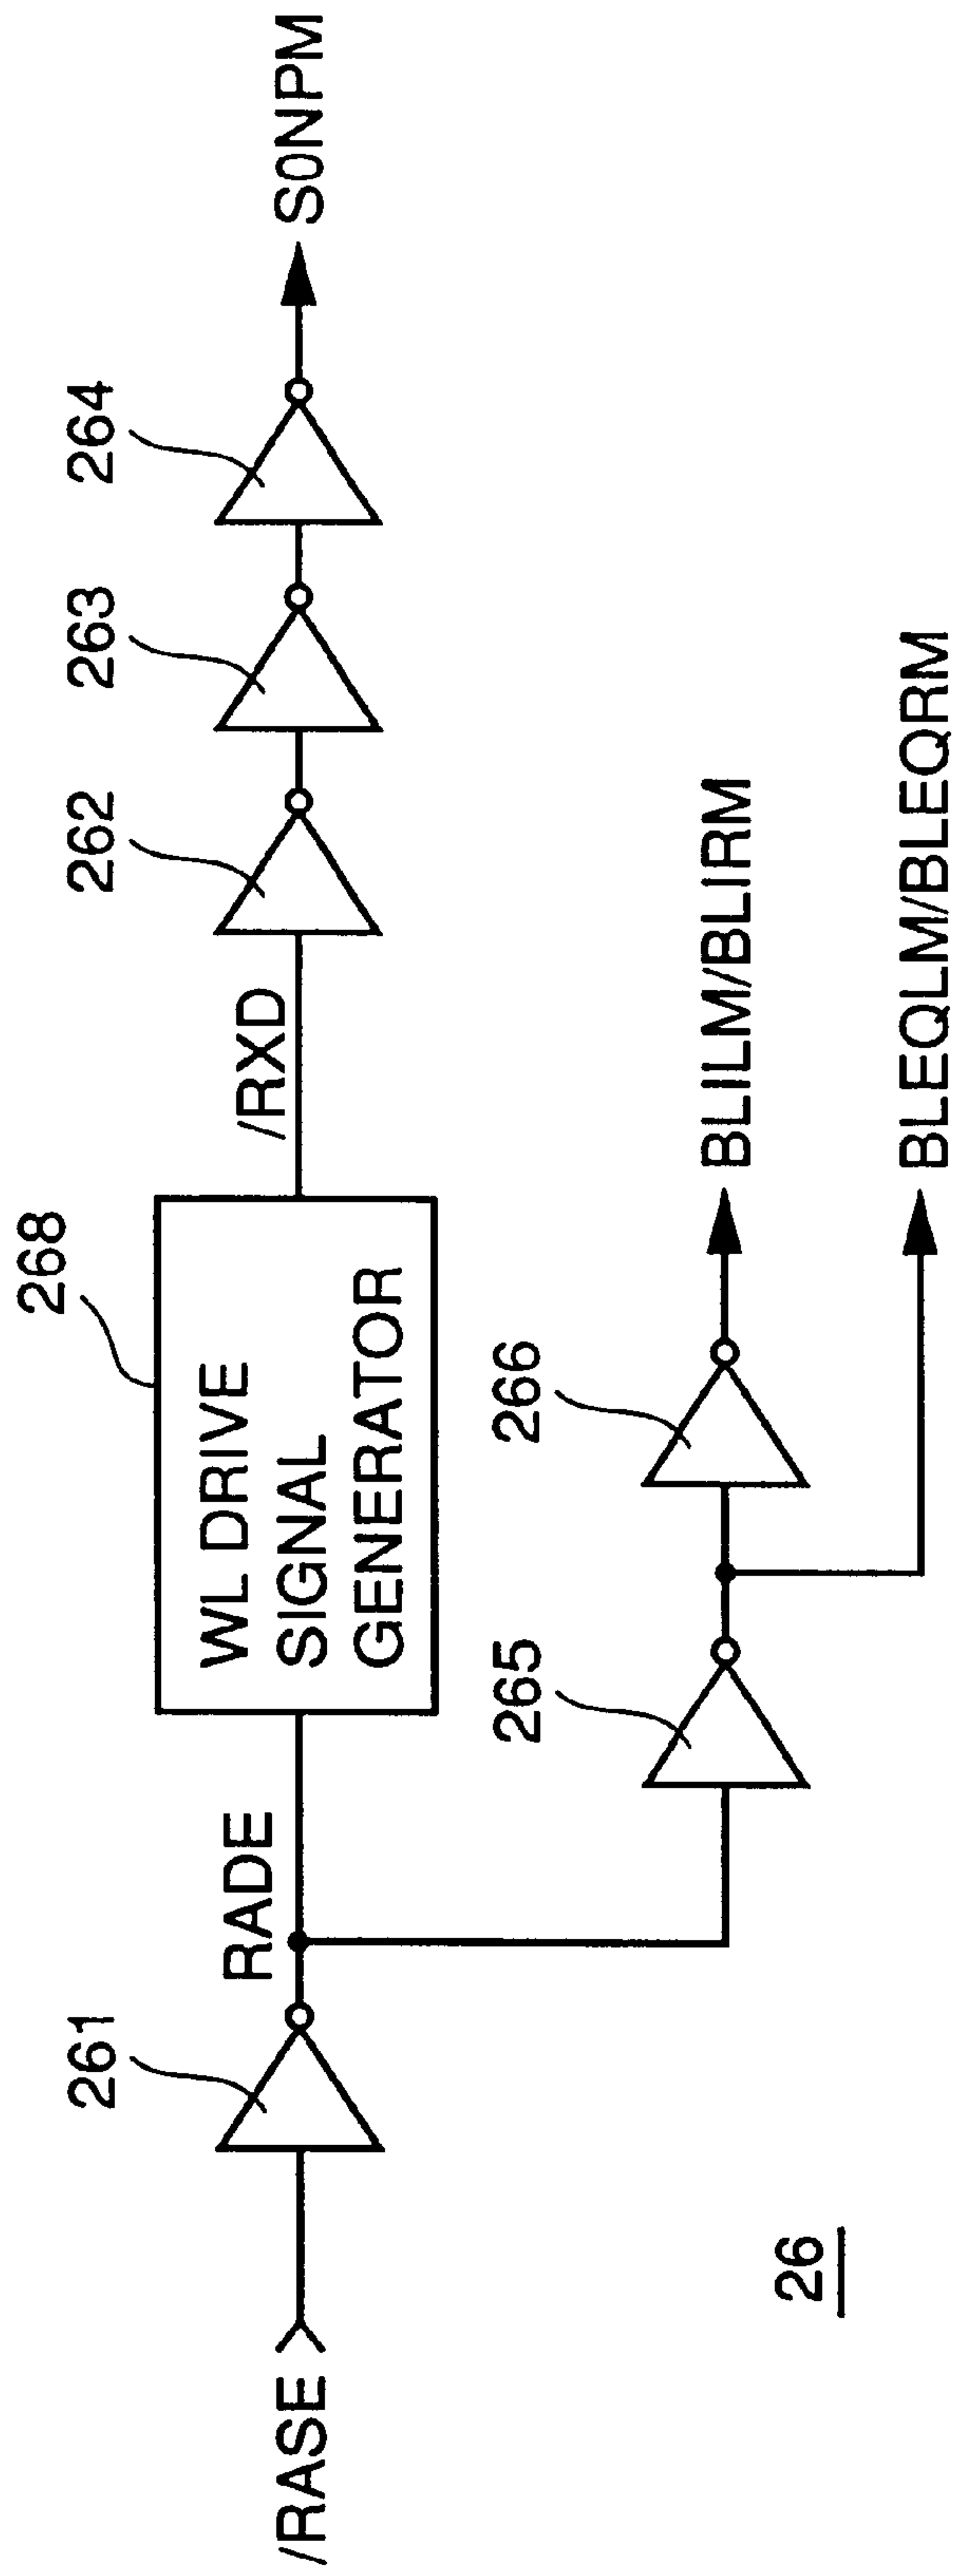 /RASE
261
RADE
268
WL DRIVE
SIGNAL
GENERATOR
/RXD
262
263
264
S0NPM
265
266
BLILM/BLIRM
BLEQLM/BLEQRM
26